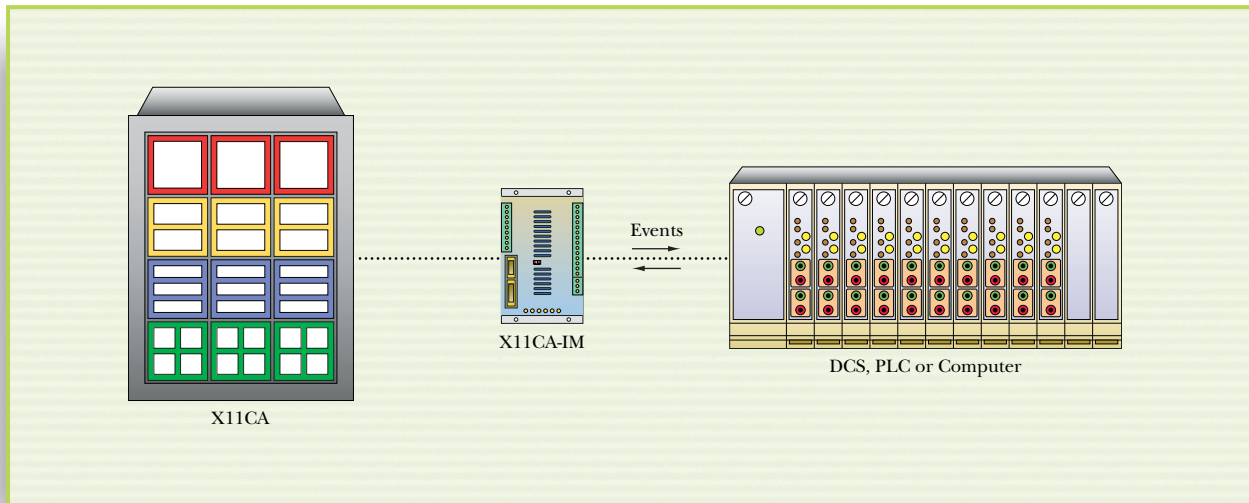 Events
X11CA-IM
DCS, PLC or Computer
X11CA